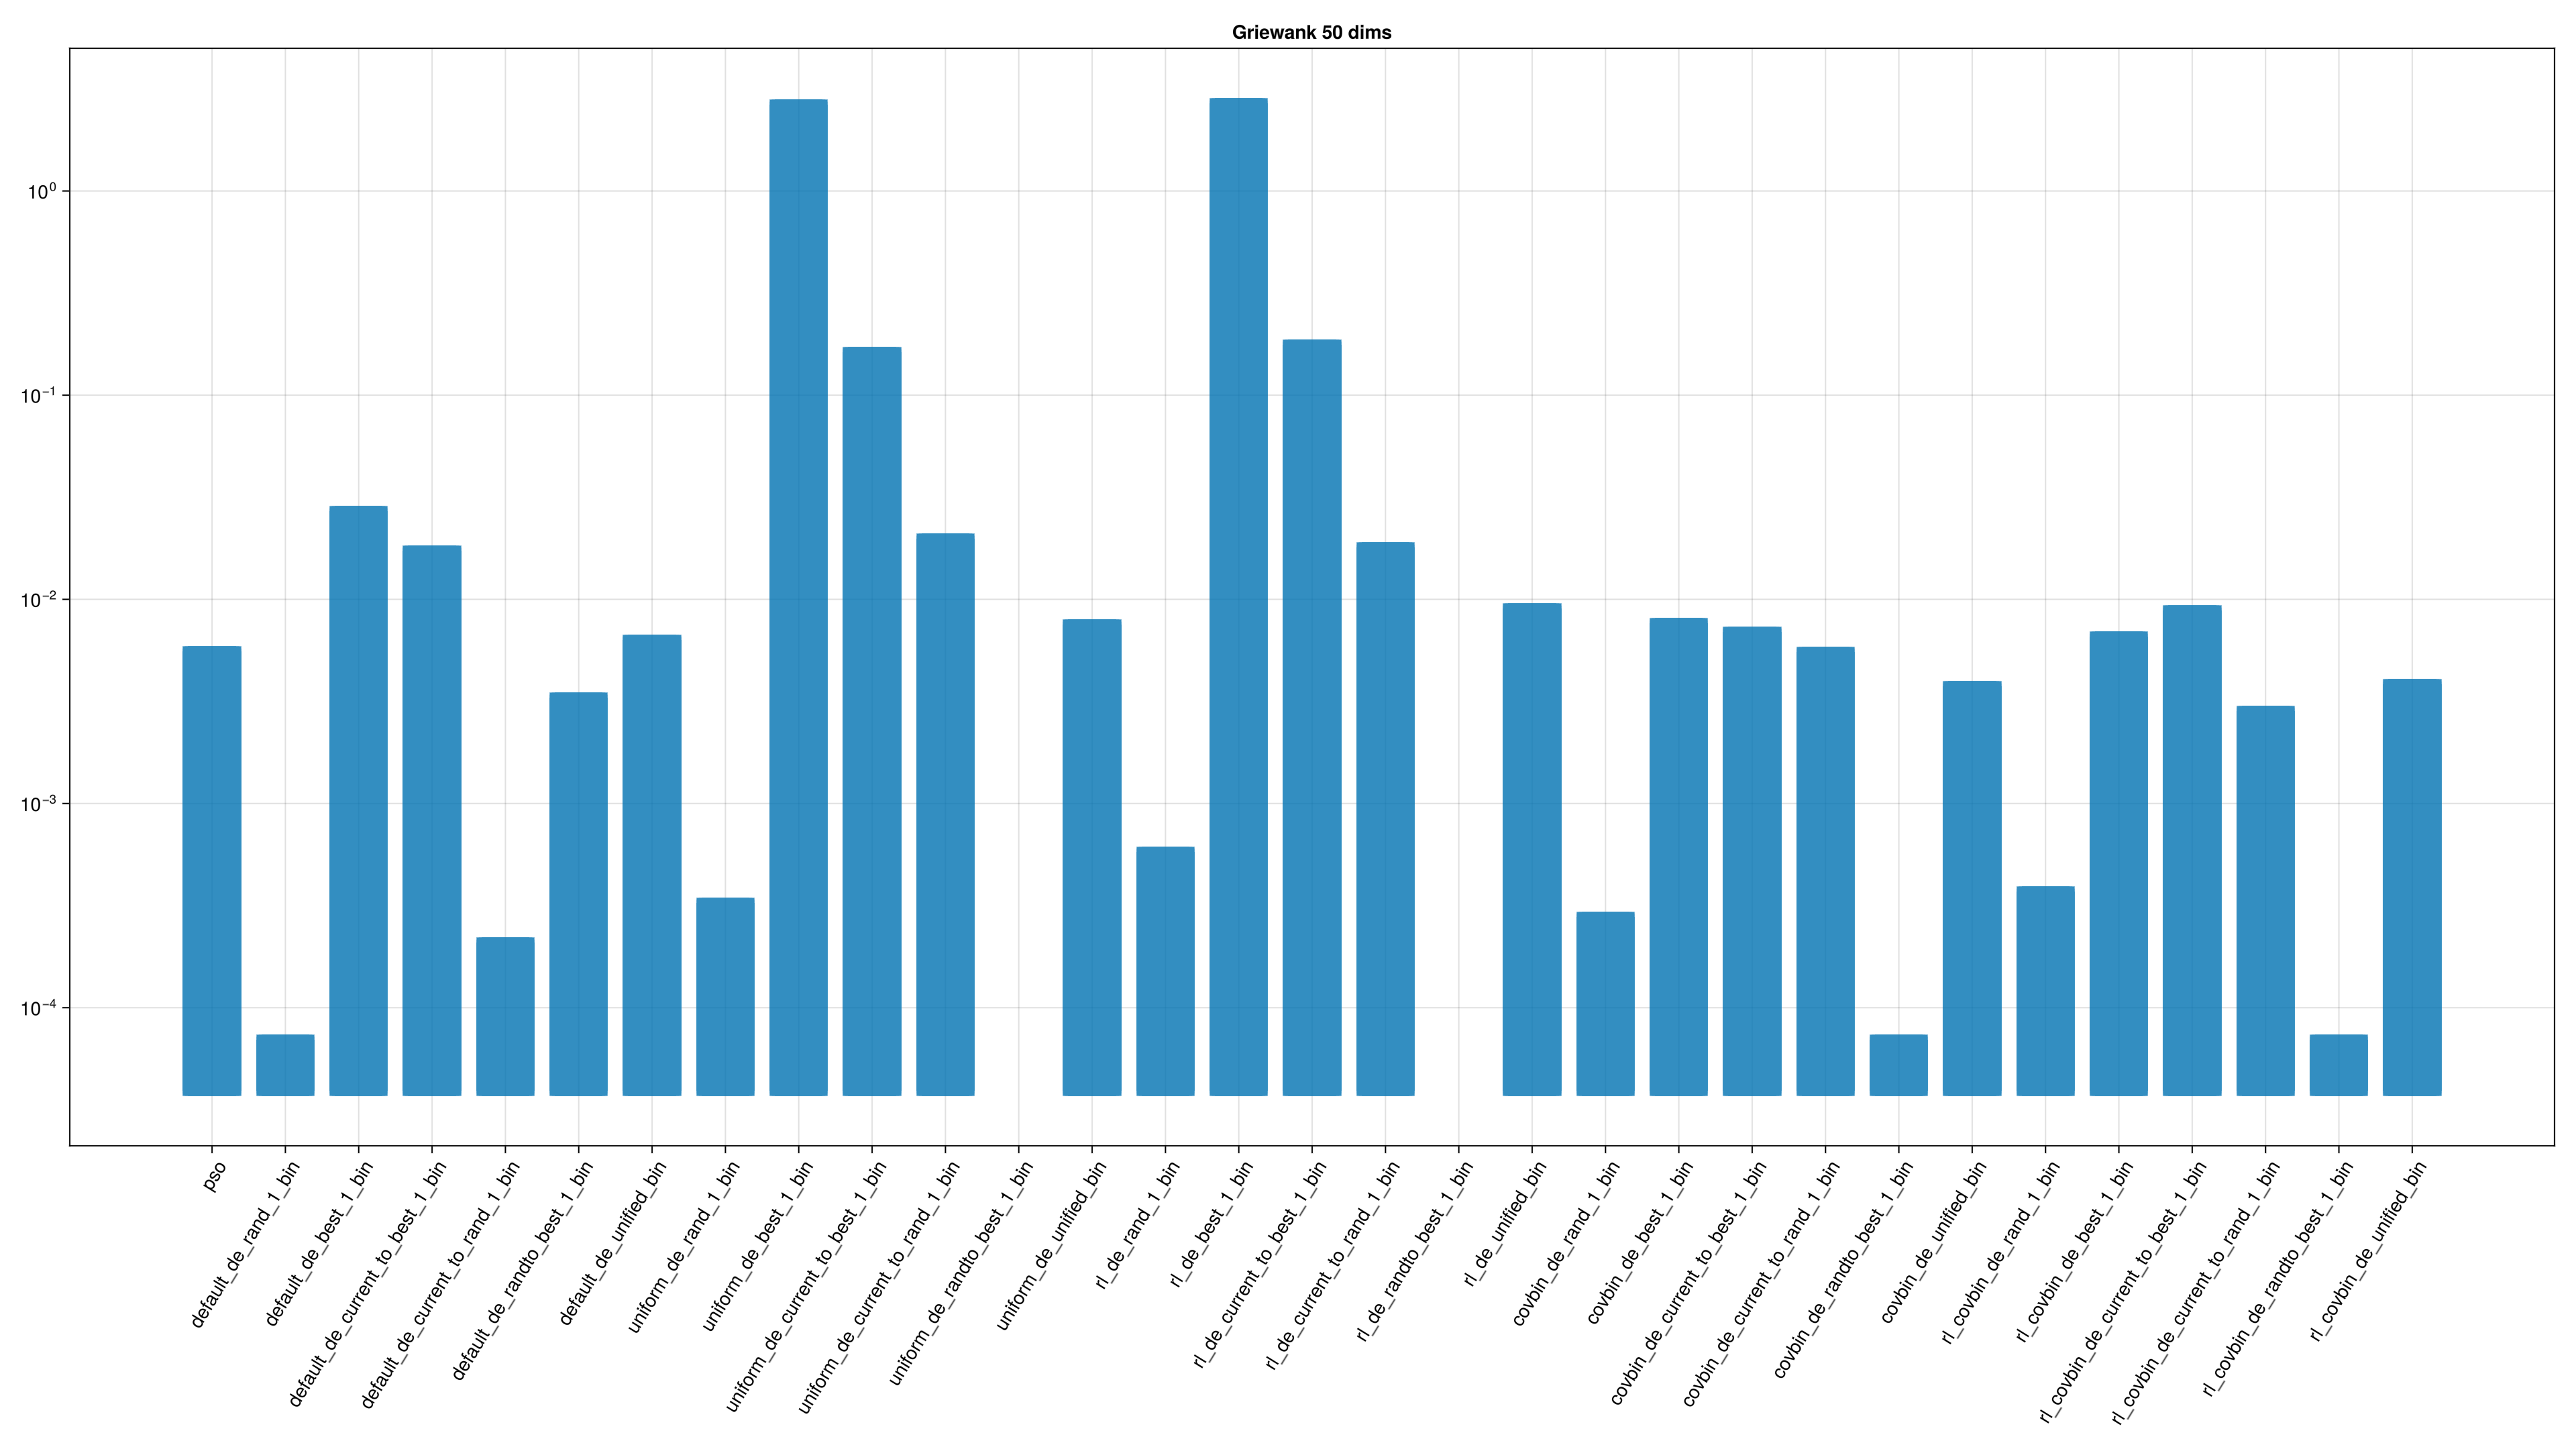 Griewank 50 dims
10⁰
10⁻¹
10⁻²
10⁻³
10⁻⁴
pso
default_de_rand_1_bin
default_de_best_1_bin
default_de_current_to_best_1_bin
default_de_current_to_rand_1_bin
default_de_randto_best_1_bin
default_de_unified_bin
uniform_de_rand_1_bin
uniform_de_best_1_bin
uniform_de_current_to_best_1_bin
uniform_de_current_to_rand_1_bin
uniform_de_randto_best_1_bin
uniform_de_unified_bin
rl_de_rand_1_bin
rl_de_best_1_bin
rl_de_current_to_best_1_bin
rl_de_current_to_rand_1_bin
rl_de_randto_best_1_bin
rl_de_unified_bin
covbin_de_rand_1_bin
covbin_de_best_1_bin
covbin_de_current_to_best_1_bin
covbin_de_current_to_rand_1_bin
covbin_de_randto_best_1_bin
covbin_de_unified_bin
rl_covbin_de_rand_1_bin
rl_covbin_de_best_1_bin
rl_covbin_de_current_to_best_1_bin
rl_covbin_de_current_to_rand_1_bin
rl_covbin_de_randto_best_1_bin
rl_covbin_de_unified_bin